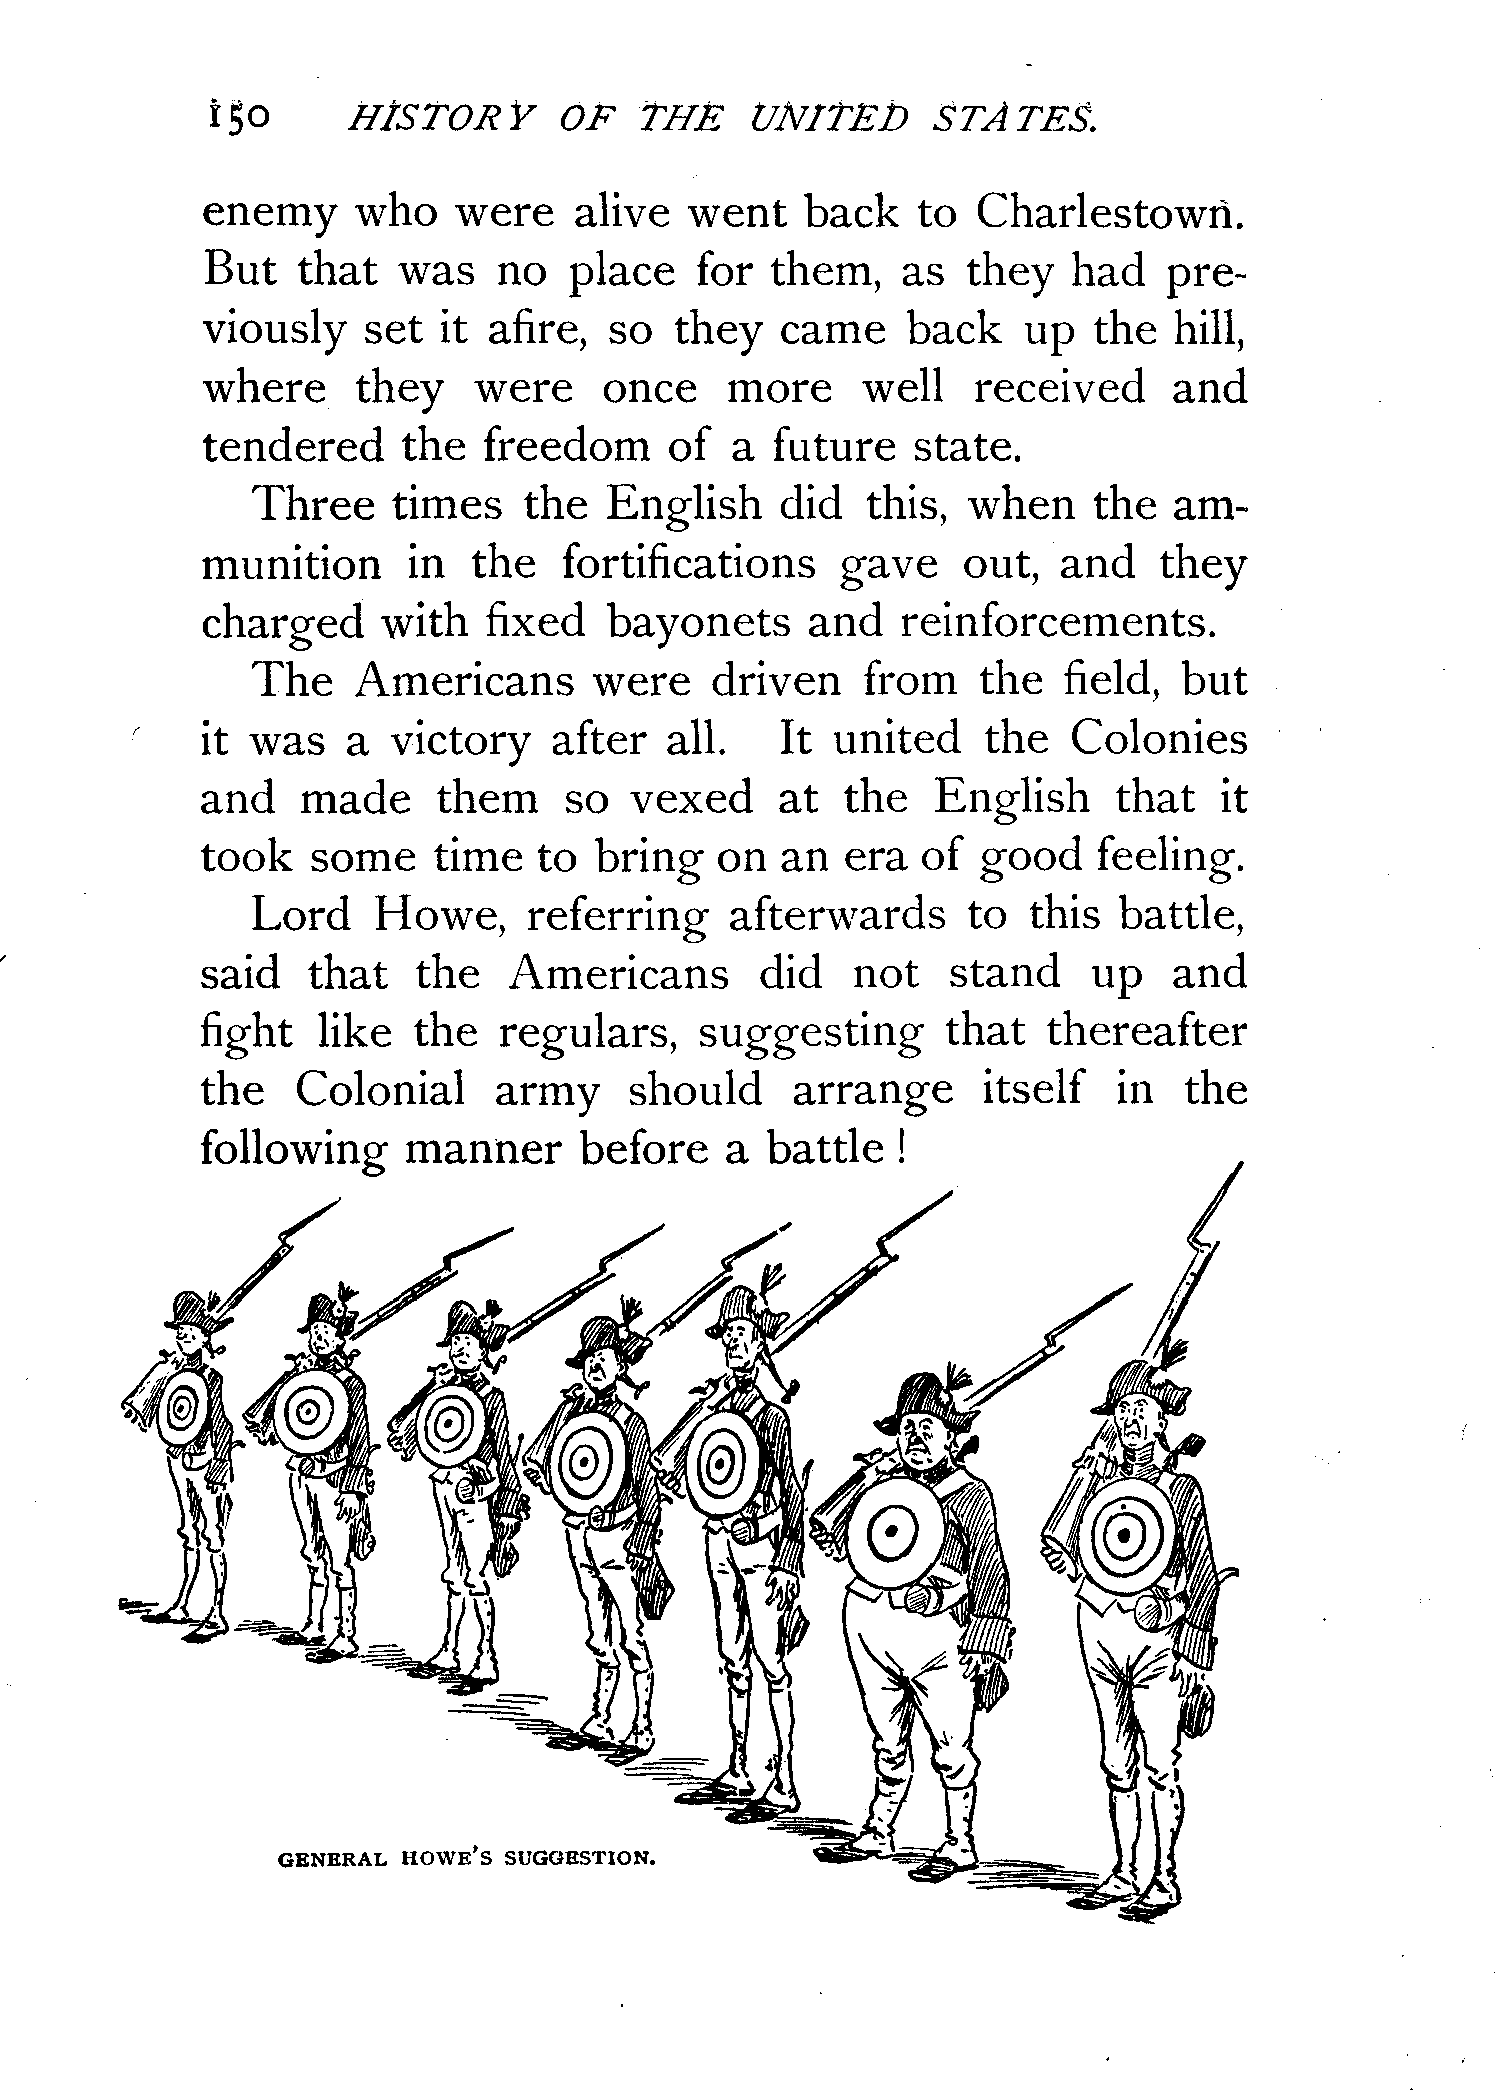 150 HISTORY OF THE UNITED STATES.
enemy who were alive went back to Charlestown.
But that was no place for them, as they had pre-
viously set it afire, so they came back up the hill,
where they were once more well received and
tendered the freedom of a future state.
Three times the English did this, when the am-
munition in the fortifications gave out, and they
charged with fixed bayonets and reinforcements.
The Americans were driven from the field, but
it was a victory after all. It united the Colonies
and made them so vexed at the English that it
took some time to bring on an era of good feeling.
Lord Howe, referring afterwards to this battle,
said that the Americans did not stand up and
fight like the regulars, suggesting that thereafter
the Colonial army should arrange itself in the
following manner before a battle!
GENERAL HOWE'S SUGGESTION.